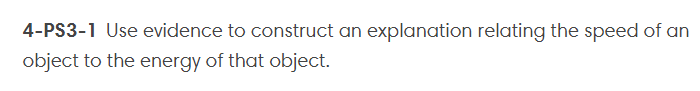 4-PS3-1 Use evidence to construct an explanation relating the speed of an
object to the energy of that object.